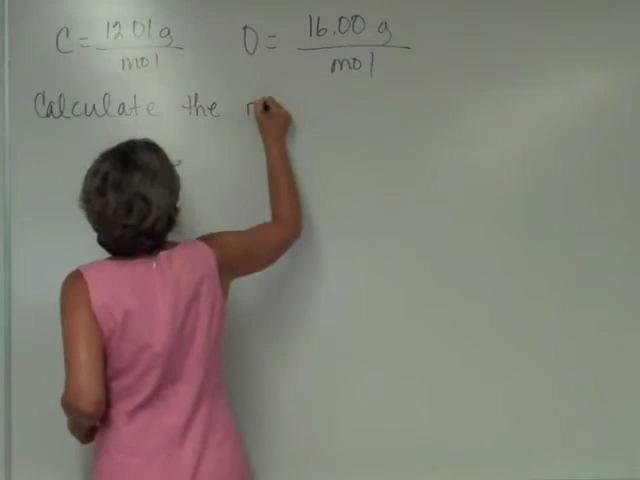 C = 12.01 g / mol   O = 16.00 g / mol
Calculate the